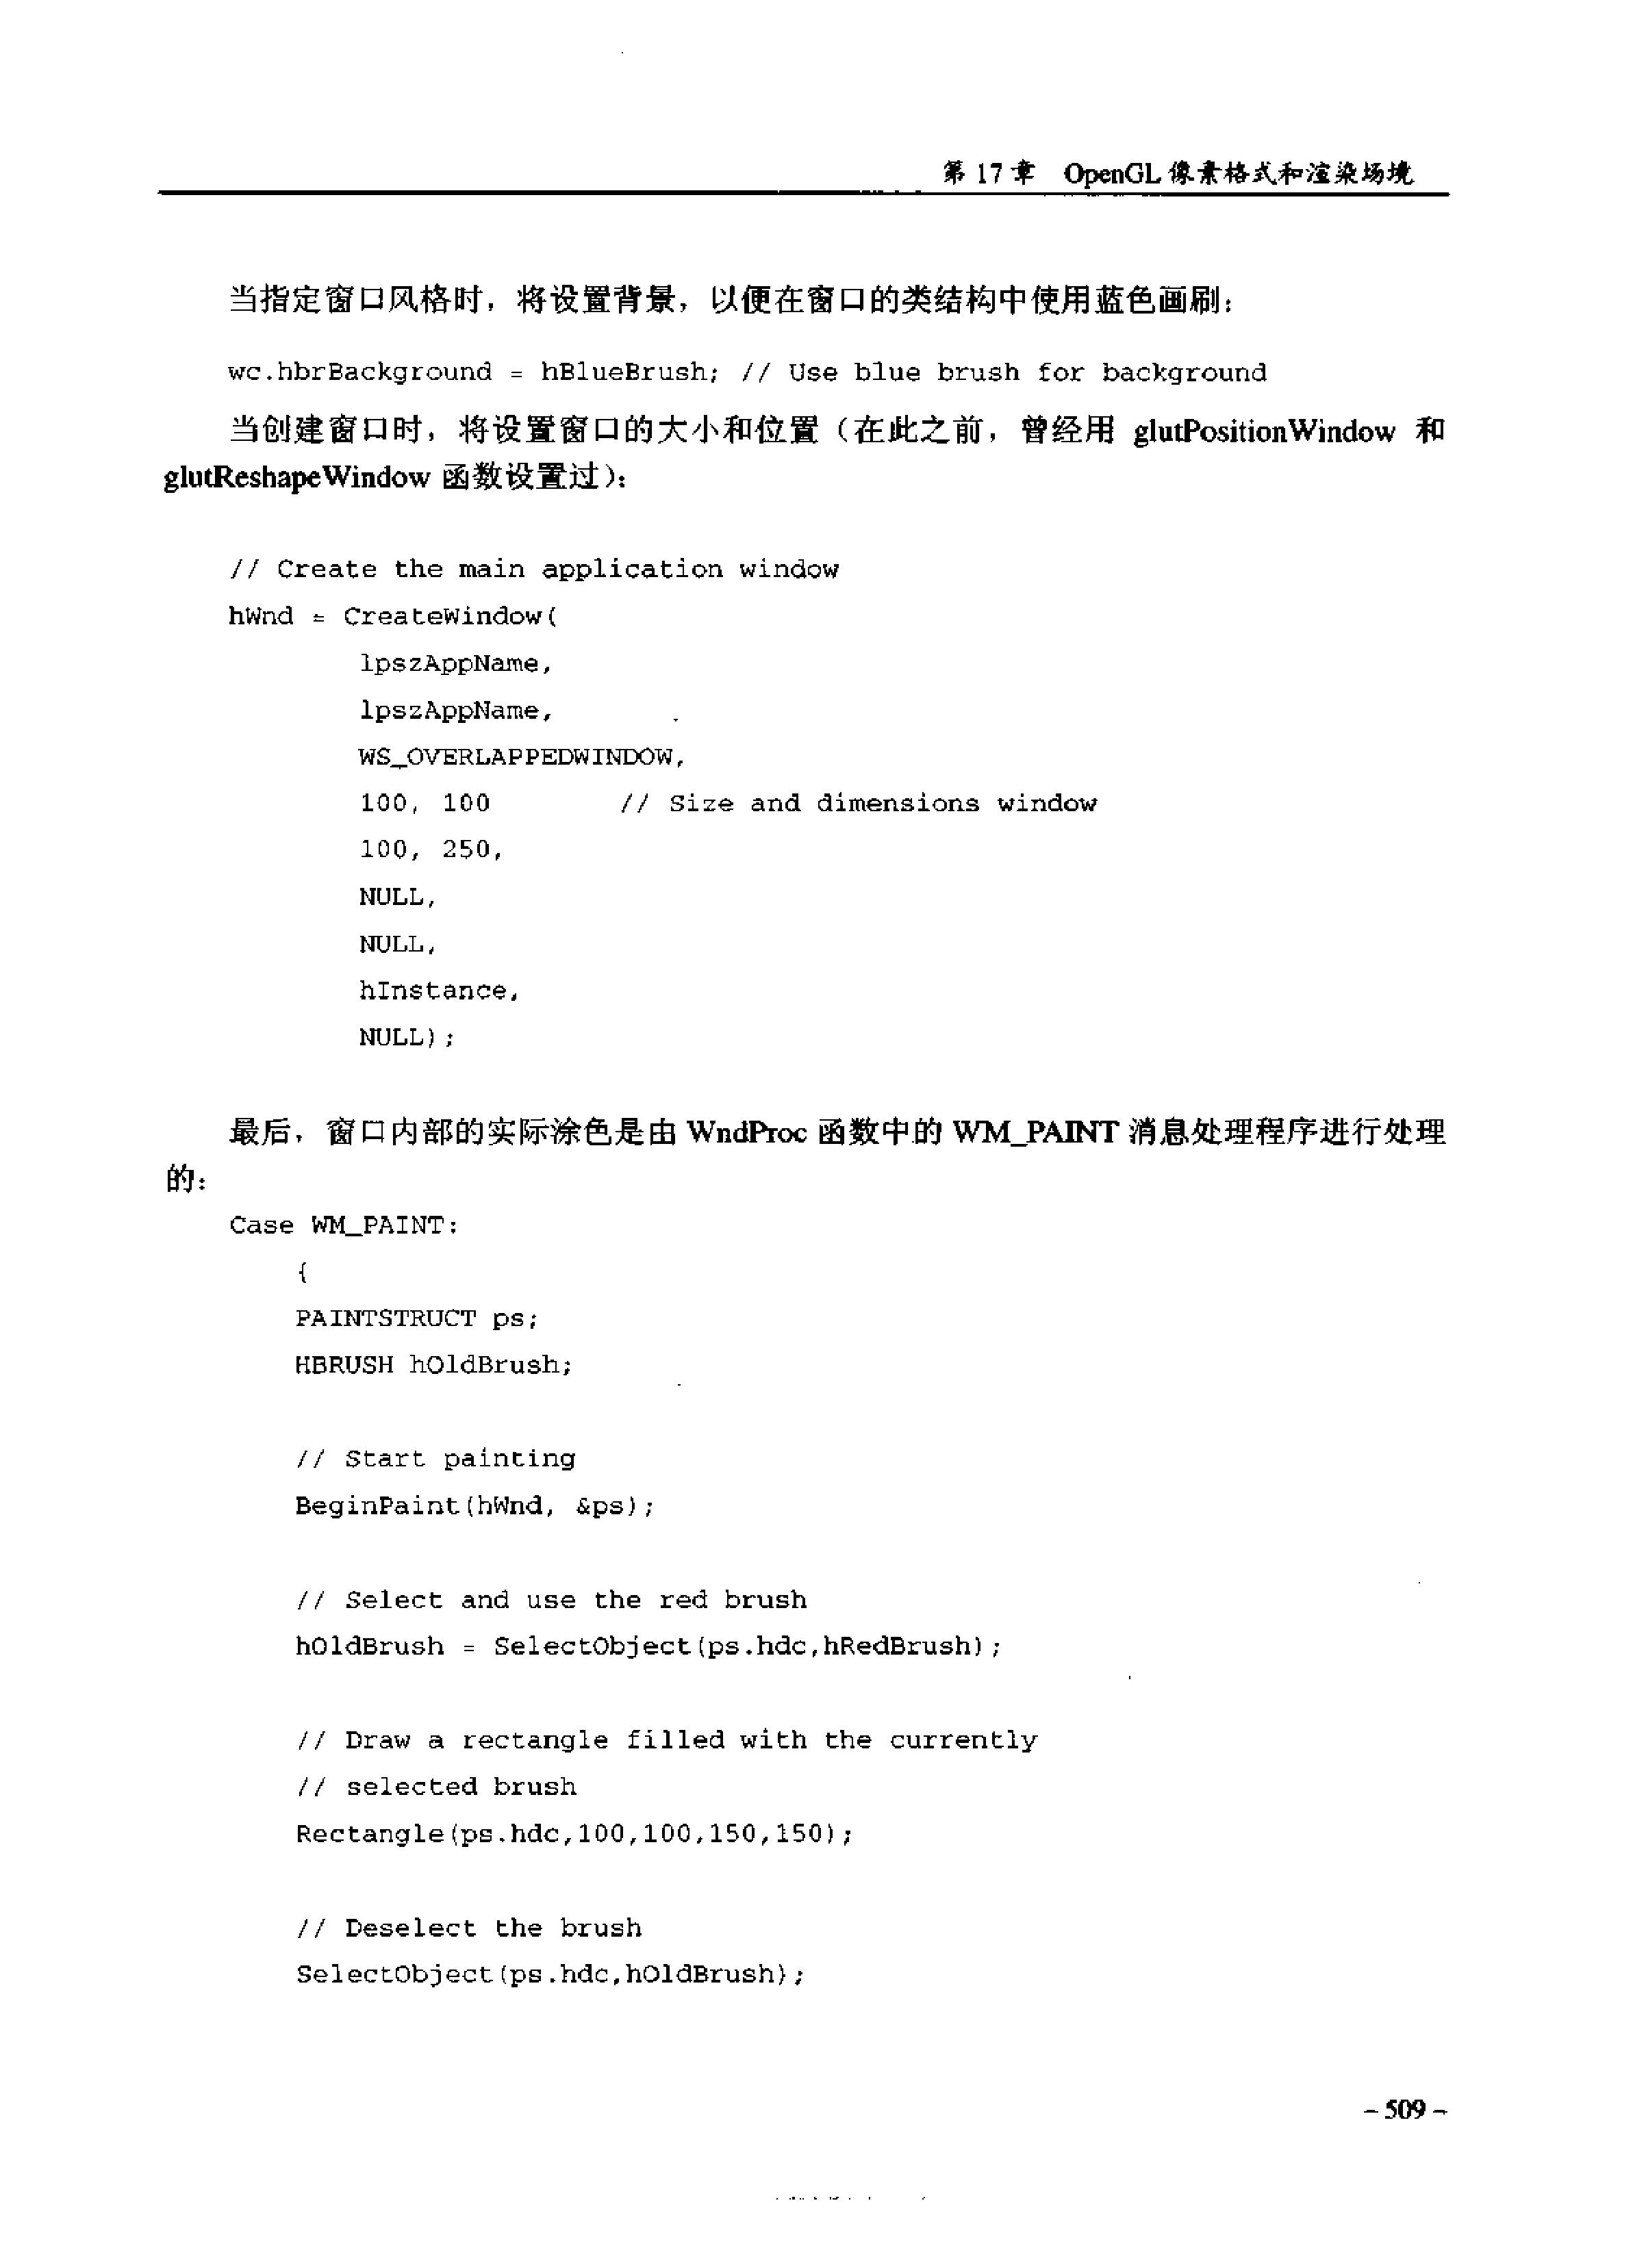 第 17 章 OpenGL 像素格式和渲染场境
当指定窗口风格时，将设置背景，以便在窗口的类结构中使用蓝色画刷：
wc.hbrBackground = hBlueBrush; // Use blue brush for background
当创建窗口时，将设置窗口的大小和位置（在此之前，曾经用 glutPositionWindow 和
glutReshapeWindow 函数设置过）：
// Create the main application window
hWnd = CreateWindow(
lpszAppName,
lpszAppName,
WS_OVERLAPPEDWINDOW,
100, 100 // Size and dimensions window
100, 250,
NULL,
NULL,
hInstance,
NULL);
最后，窗口内部的实际涂色是由 WndProc 函数中的 WM_PAINT 消息处理程序进行处理
的：
Case WM_PAINT:
{
PAINTSTRUCT ps;
HBRUSH hOldBrush;
// Start painting
BeginPaint(hWnd, &ps);
// Select and use the red brush
hOldBrush = SelectObject(ps.hdc,hRedBrush);
// Draw a rectangle filled with the currently
// selected brush
Rectangle(ps.hdc,100,100,150,150);
// Deselect the brush
SelectObject(ps.hdc,hOldBrush);
- 509 -